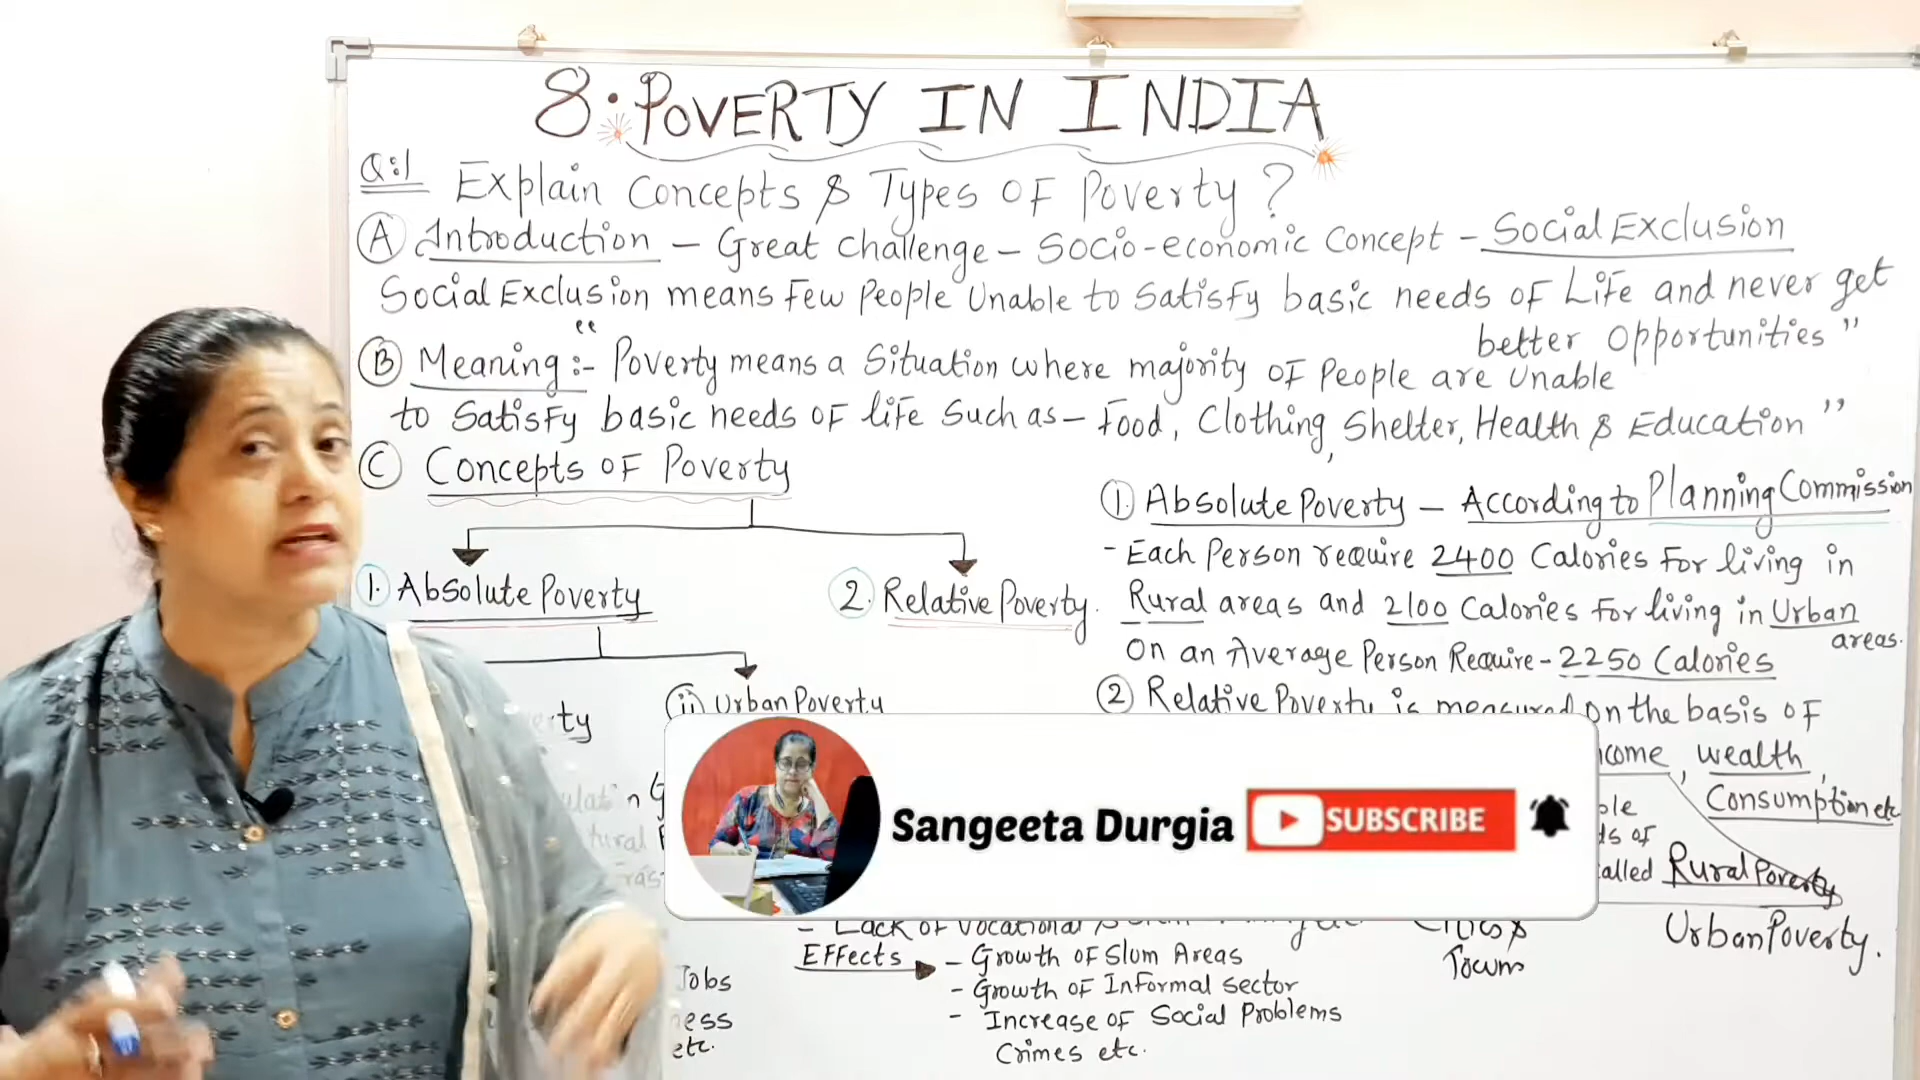 8. POVERTY IN INDIA
Q:1 Explain Concepts & Types OF Poverty?
A Introduction – Great challenge – Socio-economic Concept – Social Exclusion
Social Exclusion means Few People Unable to Satisfy basic needs OF Life and never get
better Opportunities"
B Meaning :- "Poverty means a Situation where majority OF People are Unable
to Satisfy basic needs OF life Such as – Food, Clothing, Shelter, Health & Education"
C Concepts OF Poverty
1. Absolute Poverty
2. Relative Poverty.
(ii) Urban Poverty
1. Absolute Poverty – According to Planning Commission
- Each Person require 2400 Calories For living in
Rural areas and 2100 Calories For living in Urban
areas.
On an Average Person Require – 2250 Calories
2 Relative Poverty is measured on the basis OF
come, wealth,
Consumption etc
Rural Poverty
Urban Poverty.
Sangeeta Durgia SUBSCRIBE
- Lack OF Vocational
Towns
Effects - Growth OF Slum Areas
- Growth OF Informal Sector
- Increase OF Social Problems
Crimes etc.
Jobs
ness
etc.